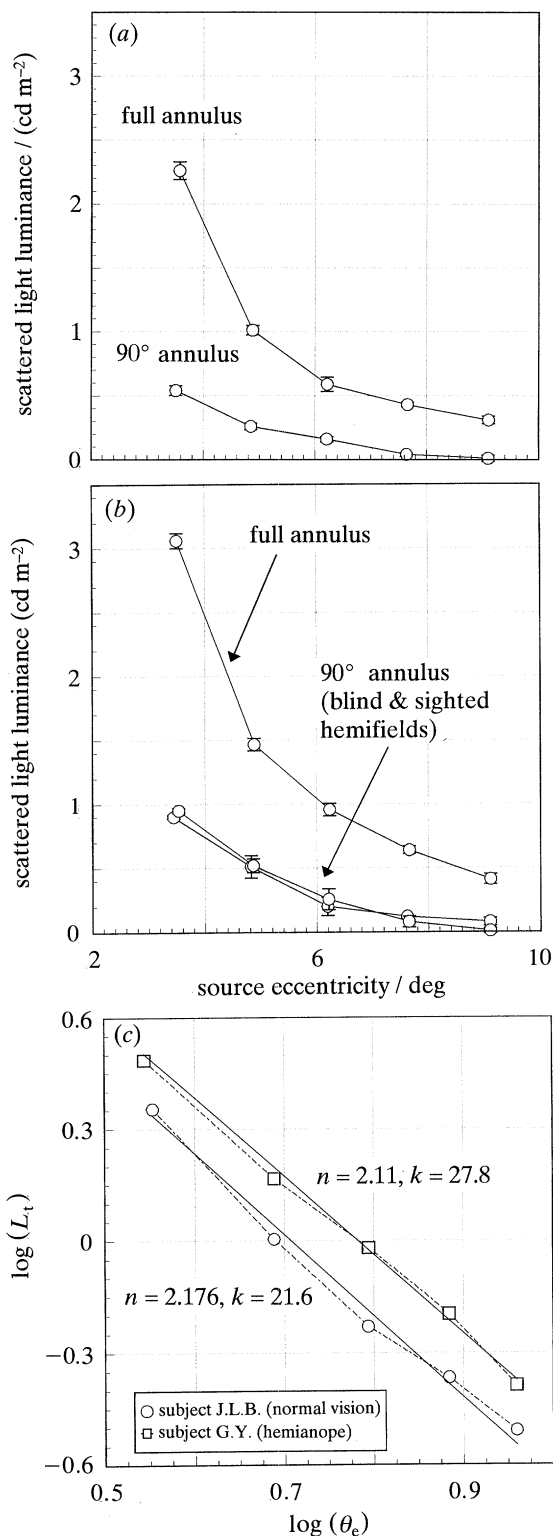 (a)
3
full annulus
2
90° annulus
1
0
scattered light luminance / (cd m⁻²)
(b)
full annulus
3
90° annulus
(blind & sighted
hemifields)
2
1
0
scattered light luminance (cd m⁻²)
2 4 6 8 10
source eccentricity / deg
(c)
0.6
0.3
n = 2.11, k = 27.8
0
n = 2.176, k = 21.6
−0.3
subject J.L.B. (normal vision)
subject G.Y. (hemianope)
−0.6
log (Lₜ)
0.5 0.7 0.9
log (θₑ)